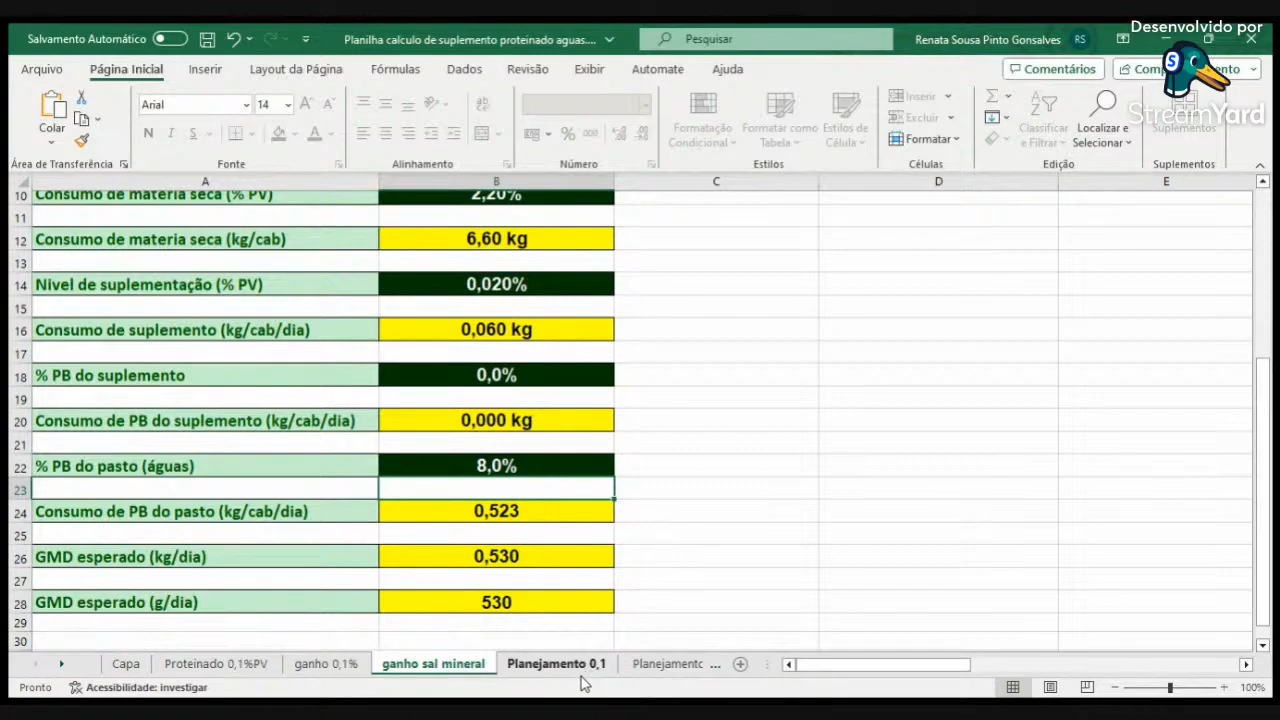 Desenvolvido por
StreamYard
Salvamento Automático
Planilha calculo de suplemento proteinado aguas....
Pesquisar
Renata Sousa Pinto Gonsalves
RS
Arquivo
Página Inicial
Inserir
Layout da Página
Fórmulas
Dados
Revisão
Exibir
Automate
Ajuda
Comentários
Colar
Arial
14
N
I
S
Inserir
Excluir
Formatar
Formatação Condicional
Formatar como Tabela
Estilos de Célula
Classificar e Filtrar
Localizar e Selecionar
Suplementos
Área de Transferência
Fonte
Alinhamento
Número
Estilos
Células
Edição
Suplementos
A B C D E
10 Consumo de materia seca (% PV) 2,20%
11
12 Consumo de materia seca (kg/cab) 6,60 kg
13
14 Nivel de suplementação (% PV) 0,020%
15
16 Consumo de suplemento (kg/cab/dia) 0,060 kg
17
18 % PB do suplemento 0,0%
19
20 Consumo de PB do suplemento (kg/cab/dia) 0,000 kg
21
22 % PB do pasto (águas) 8,0%
23
24 Consumo de PB do pasto (kg/cab/dia) 0,523
25
26 GMD esperado (kg/dia) 0,530
27
28 GMD esperado (g/dia) 530
29
30
Capa
Proteinado 0,1%PV
ganho 0,1%
ganho sal mineral
Planejamento 0,1
Planejamentc ...
Pronto
Acessibilidade: investigar
100%